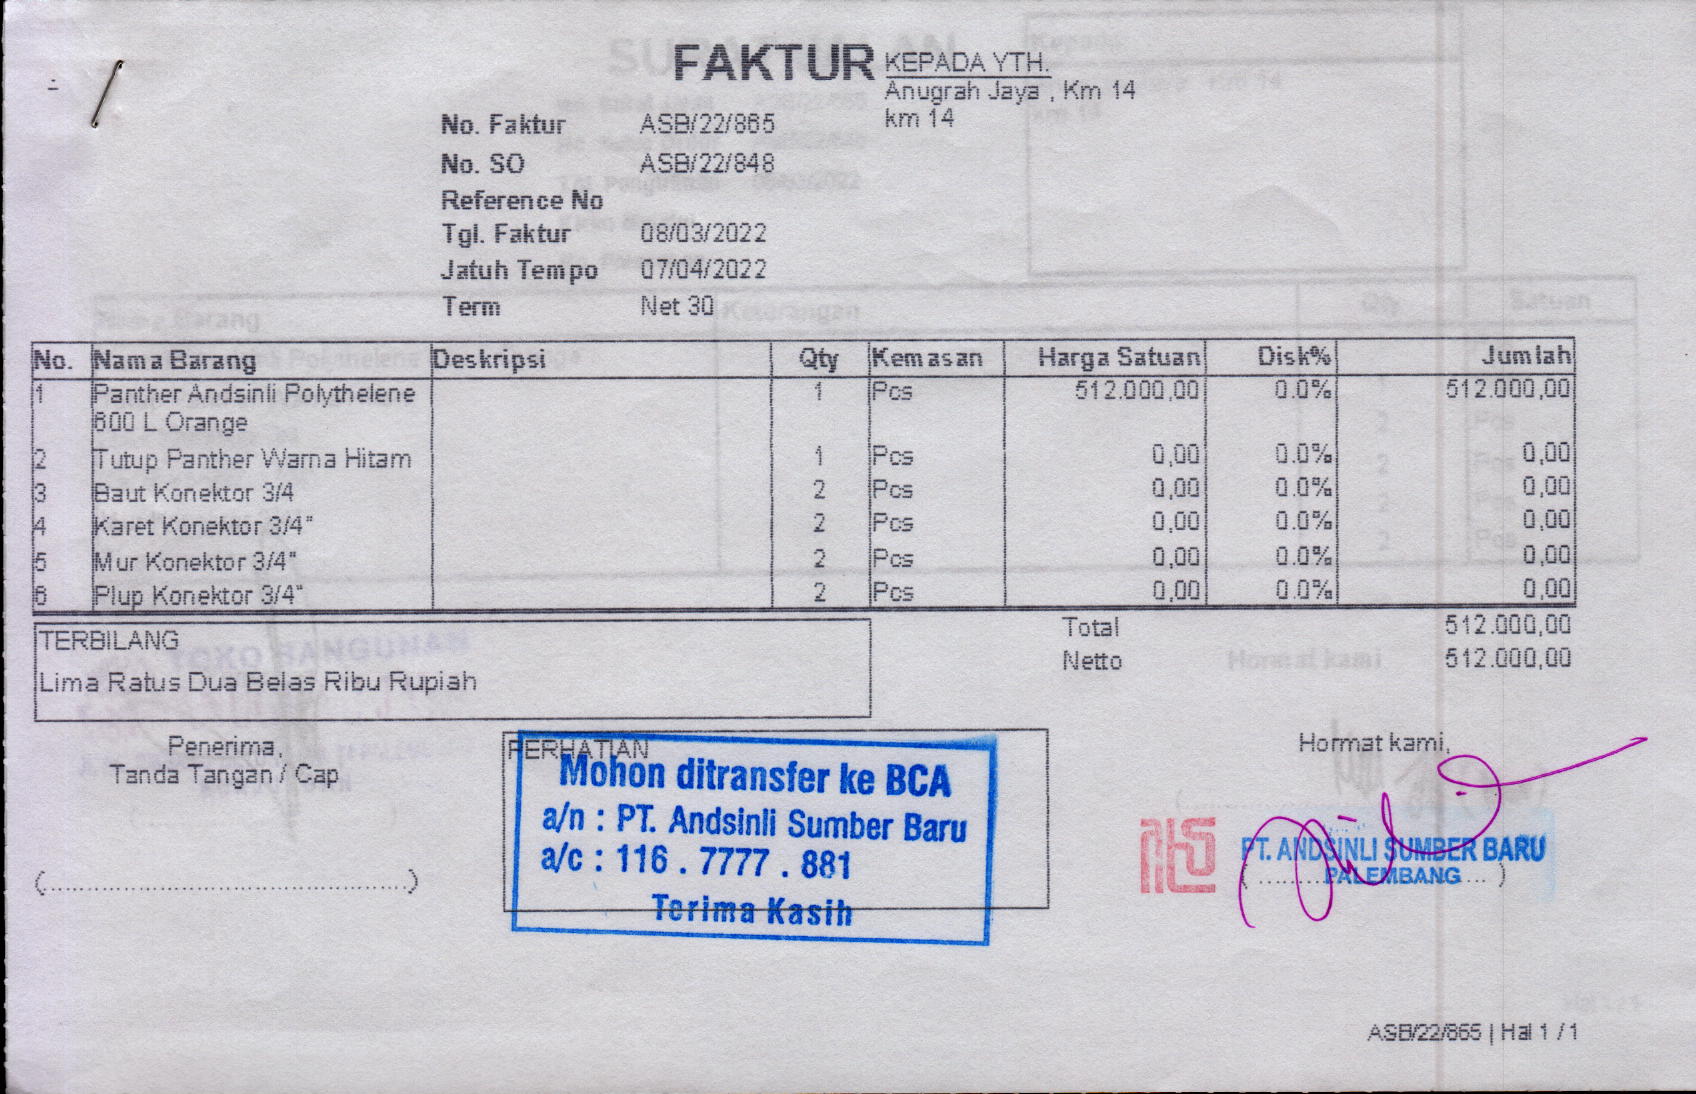 FAKTUR
KEPADA YTH.
Anugrah Jaya , Km 14
km 14
No. Faktur ASB/22/865
No. SO ASB/22/848
Reference No
Tgl. Faktur 08/03/2022
Jatuh Tempo 07/04/2022
Term Net 30
No. Nama Barang Deskripsi Qty Kemasan Harga Satuan Disk% Jumlah
1 Panther Andsinli Polythelene 1 Pcs 512.000,00 0.0% 512.000,00
600 L Orange
2 Tutup Panther Warna Hitam 1 Pcs 0,00 0.0% 0,00
3 Baut Konektor 3/4 2 Pcs 0,00 0.0% 0,00
4 Karet Konektor 3/4" 2 Pcs 0,00 0.0% 0,00
5 Mur Konektor 3/4" 2 Pcs 0,00 0.0% 0,00
6 Plup Konektor 3/4" 2 Pcs 0,00 0.0% 0,00
TERBILANG
Lima Ratus Dua Belas Ribu Rupiah
Total 512.000,00
Netto 512.000,00
Penerima,
Tanda Tangan / Cap
(............................................)
PERHATIAN
Mohon ditransfer ke BCA
a/n : PT. Andsinli Sumber Baru
a/c : 116 . 7777 . 881
Terima Kasih
Hormat kami,
PT. ANDSINLI SUMBER BARU
PALEMBANG
ASB/22/865 | Hal 1 / 1